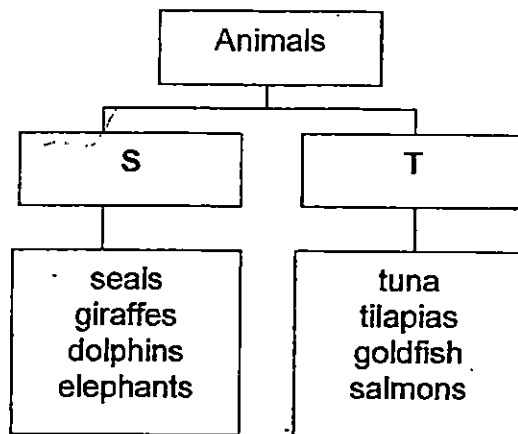 Animals
S
T
seals
giraffes
dolphins
elephants
tuna
tilapias
goldfish
salmons